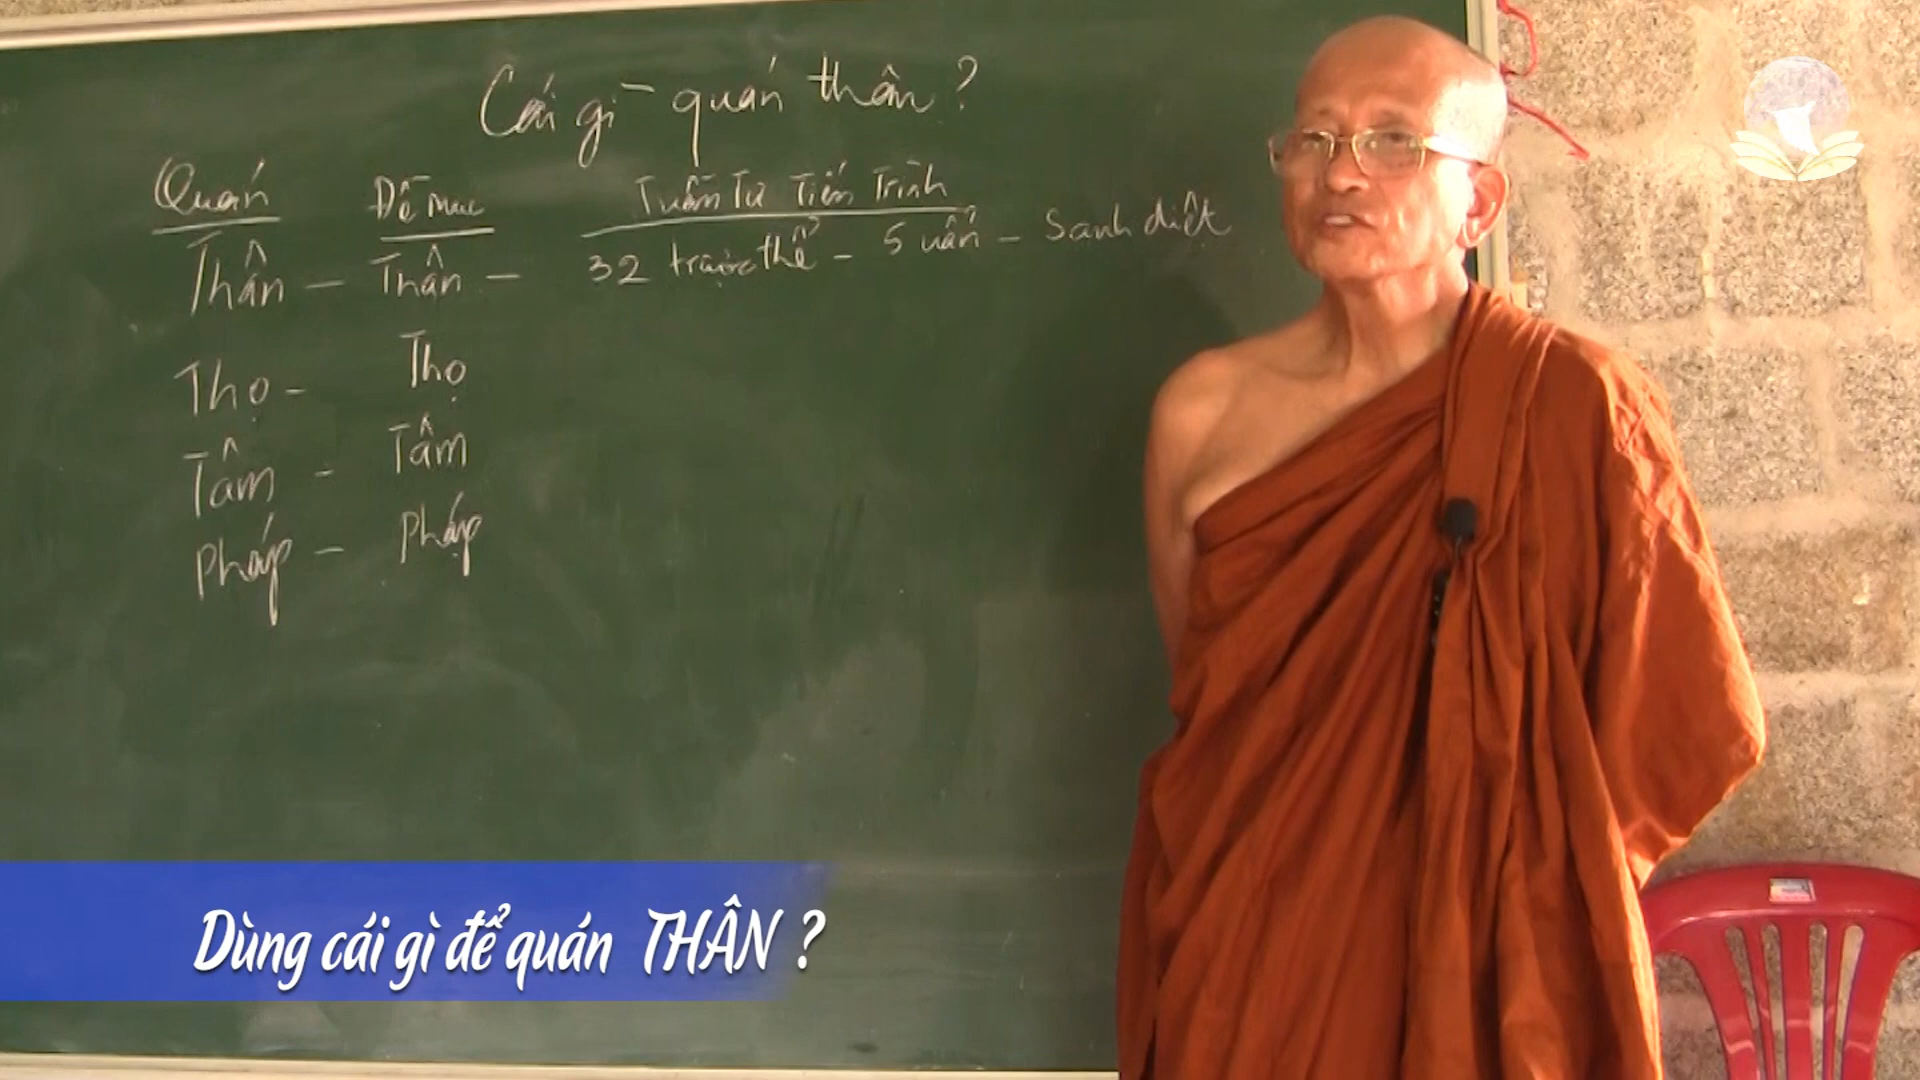 Cái gì quán thân?
Quán Đề mục Tuần Tự Tiến Trình
Thân - Thân - 32 trược thể - 5 uẩn - Sanh diệt
Thọ - Thọ
Tâm - Tâm
Pháp - Pháp
Dùng cái gì để quán THÂN ?